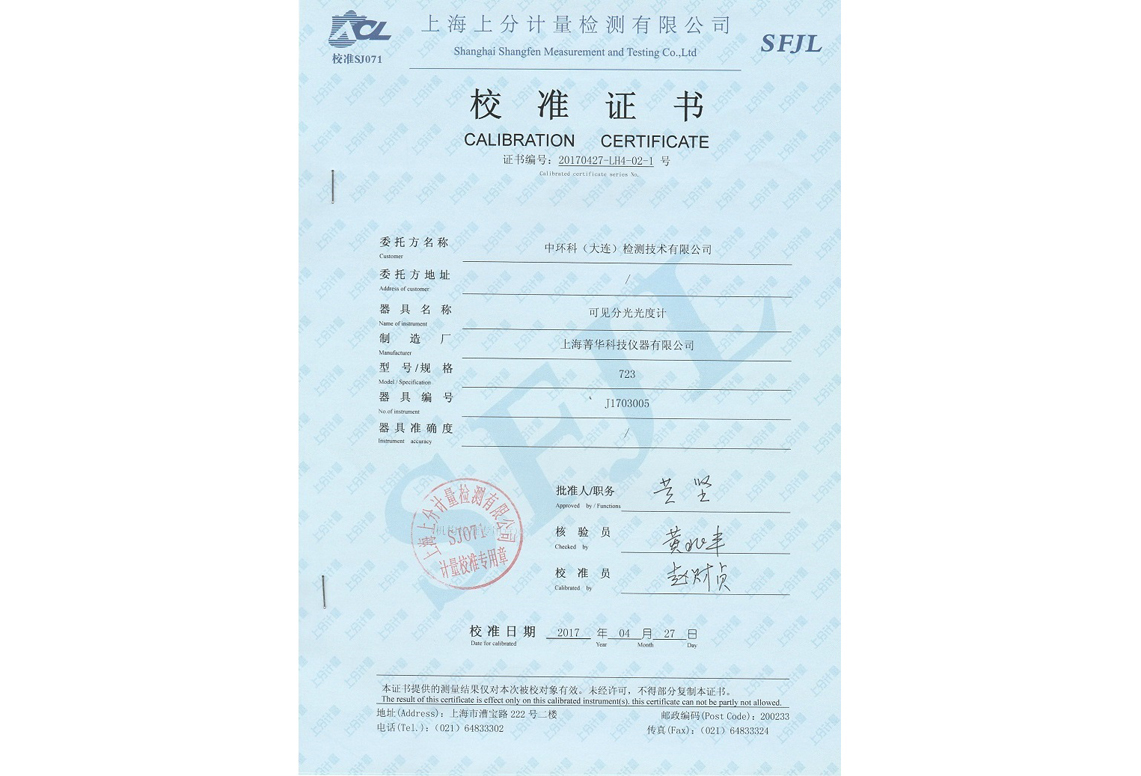 ACL
校准SJ071
上海上分计量检测有限公司
Shanghai Shangfen Measurement and Testing Co.,Ltd
SFJL
校准证书
CALIBRATION CERTIFICATE
证书编号：20170427-LH4-02-1 号
Calibrated certificate series No.
委托方名称 中环科（大连）检测技术有限公司
Customer
委托方地址 /
Address of customer
器具名称 可见分光光度计
Name of instrument
制造厂 上海菁华科技仪器有限公司
Manufacturer
型号/规格 723
Model / Specification
器具编号 J1703005
No.of instrument
器具准确度 /
Instrument accuracy
上海上分计量检测有限公司
SJ071
计量校准专用章
批准人/职务
Approved by / Functions
核验员
Checked by
校准员 赵财贞
Calibrated by
校准日期 2017 年 04 月 27 日
Date for calibrated Year Month Day
本证书提供的测量结果仅对本次被校对象有效。未经许可，不得部分复制本证书。
The result of this certificate is effect only on this calibrated instrument(s). this certificate can not be partly not allowed.
地址(Address)：上海市漕宝路 222 号二楼 邮政编码(Post Code)：200233
电话(Tel.)：（021）64833302 传真(Fax)：（021）64833324